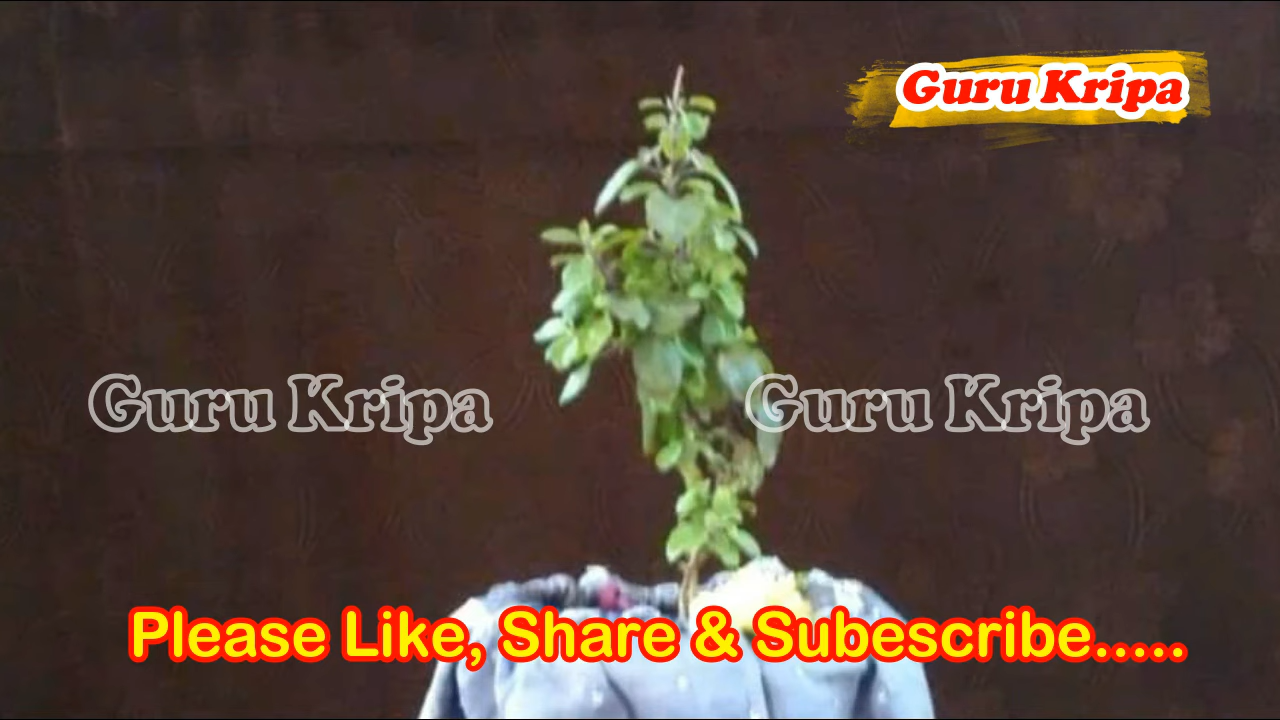 Guru Kripa
Guru Kripa Guru Kripa
Please Like, Share & Subescribe.....